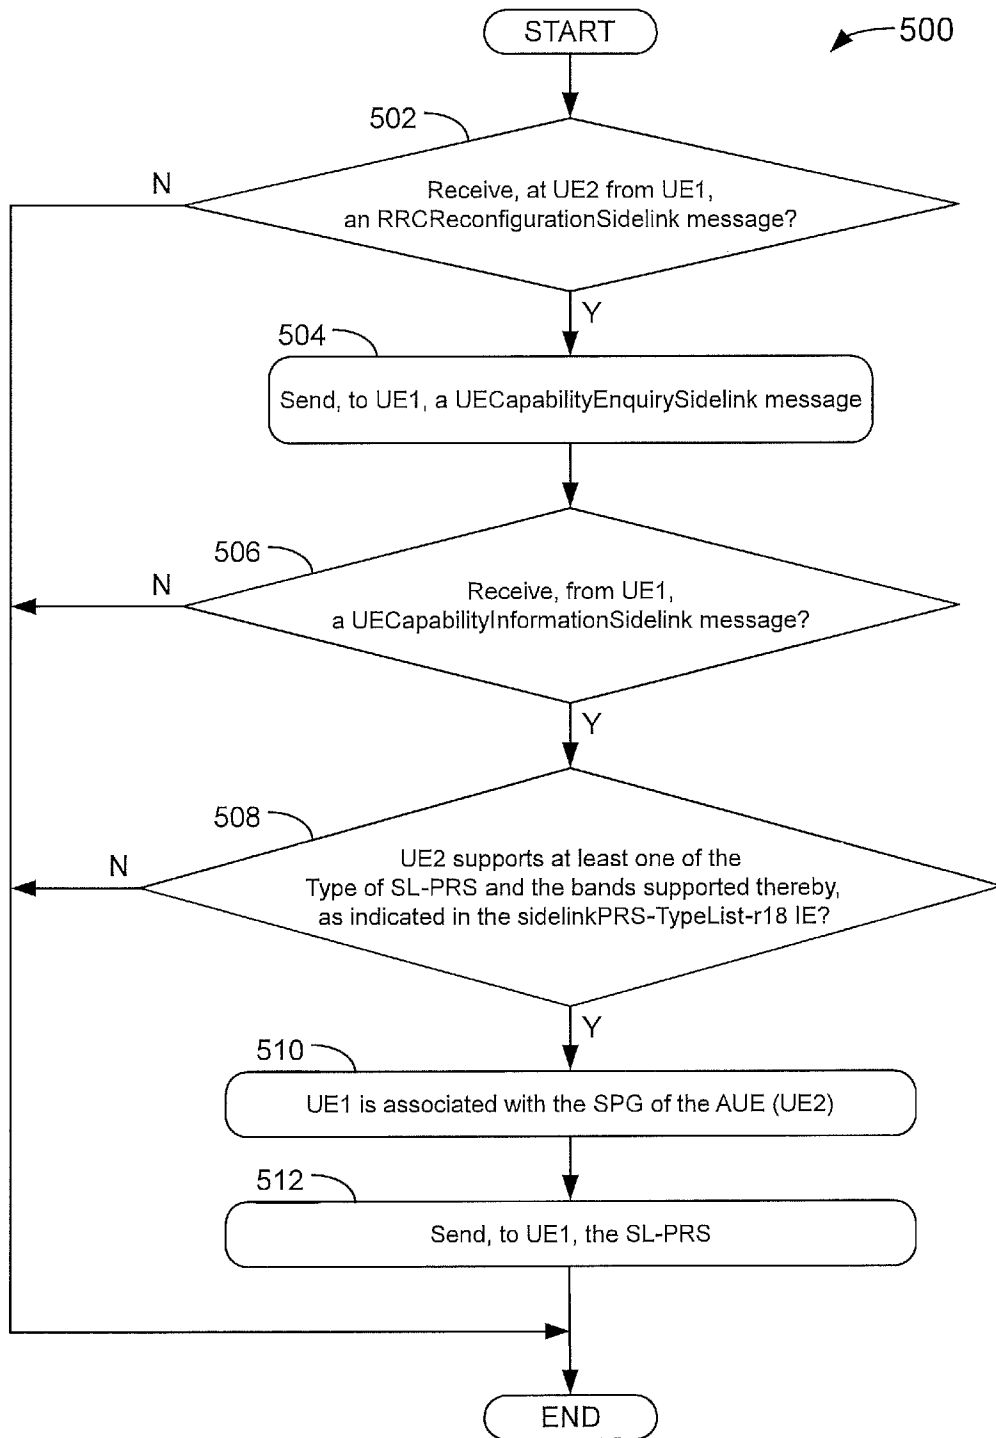 START
500
502
N
Receive, at UE2 from UE1,
an RRCReconfigurationSidelink message?
Y
504
Send, to UE1, a UECapabilityEnquirySidelink message
506
N
Receive, from UE1,
a UECapabilityInformationSidelink message?
Y
508
N
UE2 supports at least one of the
Type of SL-PRS and the bands supported thereby,
as indicated in the sidelinkPRS-TypeList-r18 IE?
Y
510
UE1 is associated with the SPG of the AUE (UE2)
512
Send, to UE1, the SL-PRS
END